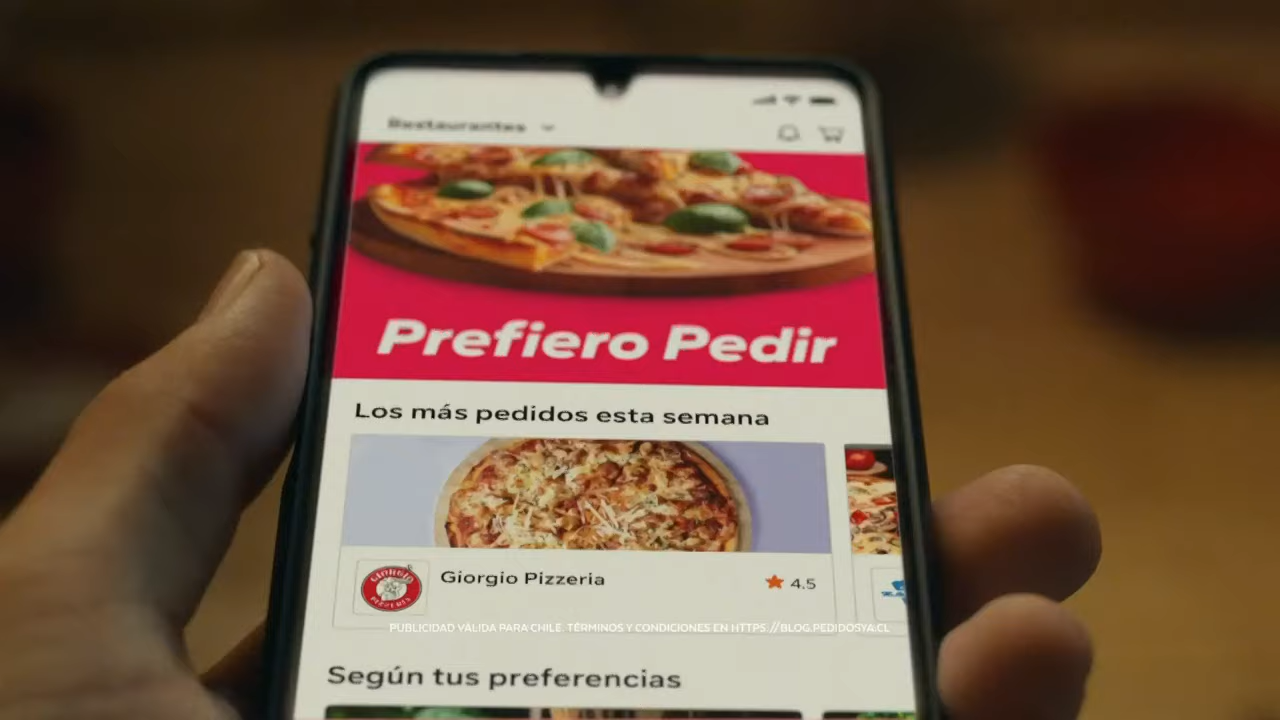 Restaurantes
Prefiero Pedir
Los más pedidos esta semana
GIORGIO
Giorgio Pizzeria
4.5
PUBLICIDAD VÁLIDA PARA CHILE. TÉRMINOS Y CONDICIONES EN HTTPS://BLOG.PEDIDOSYA.CL
Según tus preferencias